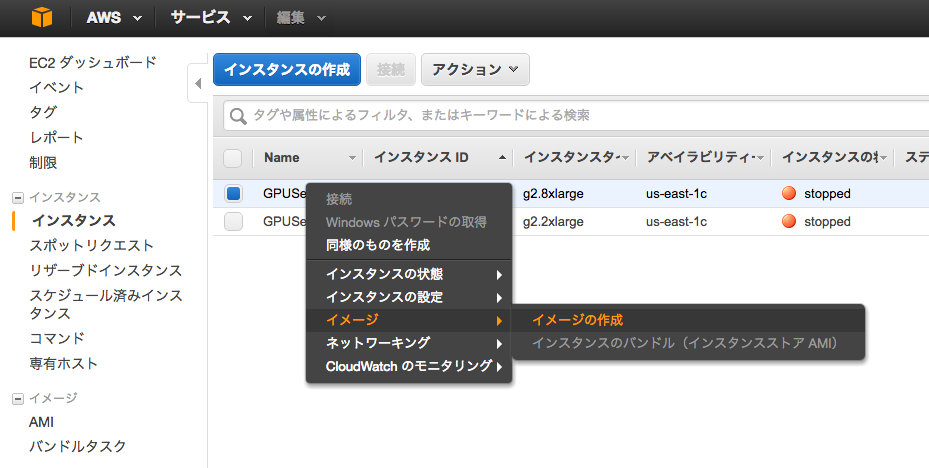 AWS サービス 編集
EC2 ダッシュボード
イベント
タグ
レポート
制限
インスタンス
インスタンス
スポットリクエスト
リザーブドインスタンス
スケジュール済みインス
タンス
コマンド
専有ホスト
イメージ
AMI
バンドルタスク
インスタンスの作成 接続 アクション
タグや属性によるフィルタ、またはキーワードによる検索
Name インスタンス ID インスタンスター アベイラビリティー インスタンスの ステ
GPUSe g2.8xlarge us-east-1c stopped
GPUSe g2.2xlarge us-east-1c stopped
接続
Windows パスワードの取得
同様のものを作成
インスタンスの状態
インスタンスの設定
イメージ
ネットワーキング
CloudWatch のモニタリング
イメージの作成
インスタンスのバンドル（インスタンスストア AMI）